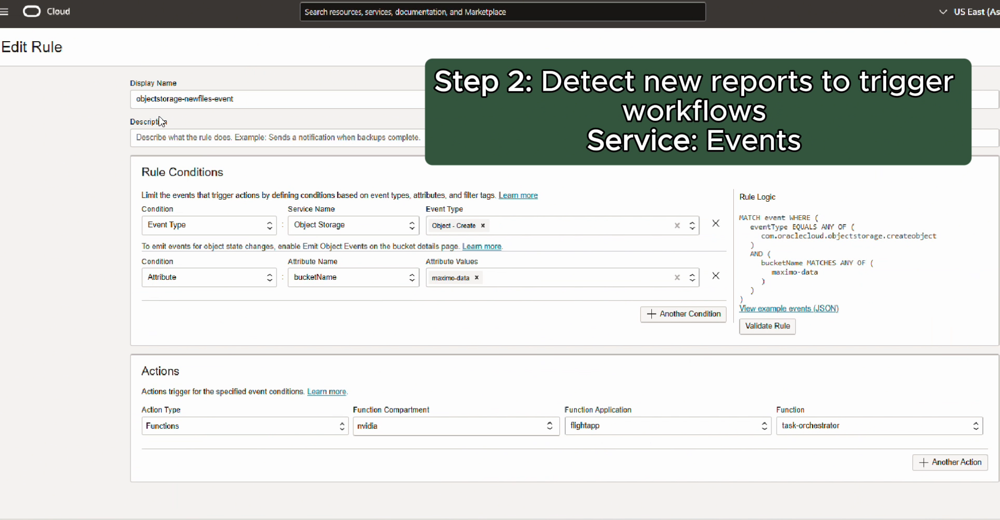 Cloud
Search resources, services, documentation, and Marketplace
US East (As
Edit Rule
Step 2: Detect new reports to trigger
workflows
Service: Events
Display Name
objectstorage-newfiles-event
Description
Describe what the rule does. Example: Sends a notification when backups complete.
Rule Conditions
Limit the events that trigger actions by defining conditions based on event types, attributes, and filter tags. Learn more
Condition Service Name Event Type
Event Type : Object Storage Object - Create ×
To emit events for object state changes, enable Emit Object Events on the bucket details page. Learn more.
Condition Attribute Name Attribute Values
Attribute : bucketName maximo-data ×
+ Another Condition
Rule Logic
MATCH event WHERE (
eventType EQUALS ANY OF (
com.oraclecloud.objectstorage.createobject
)
AND (
bucketName MATCHES ANY OF (
maximo-data
)
)
)
View example events (JSON)
Validate Rule
Actions
Actions trigger for the specified event conditions. Learn more.
Action Type Function Compartment Function Application Function
Functions nvidia flightapp task-orchestrator
+ Another Action